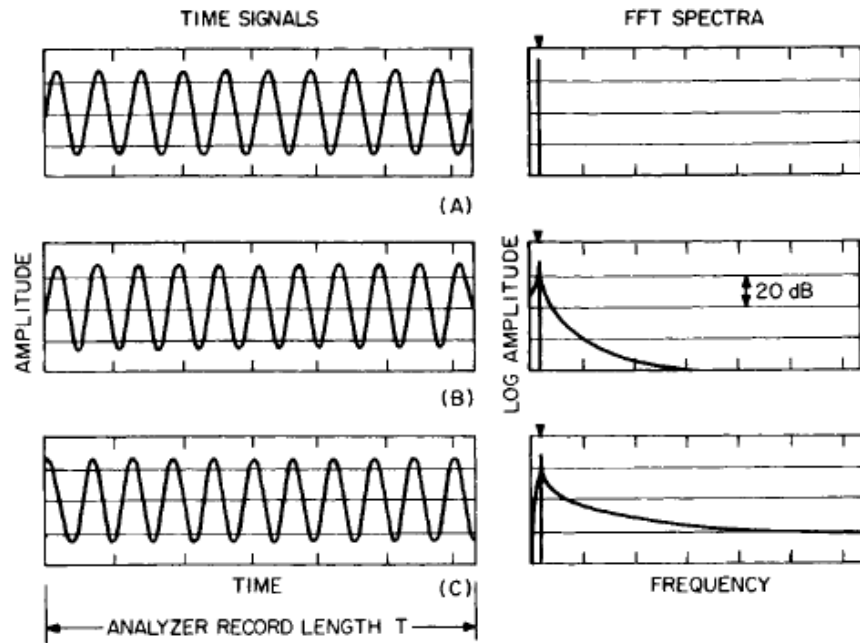 TIME SIGNALS
FFT SPECTRA
(A)
AMPLITUDE
LOG AMPLITUDE
20 dB
(B)
TIME
(C)
FREQUENCY
ANALYZER RECORD LENGTH T